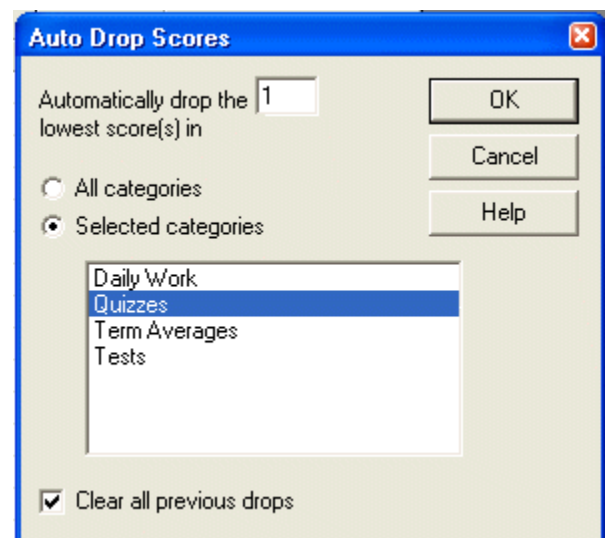 Auto Drop Scores
Automatically drop the 1
lowest score(s) in
OK
Cancel
Help
All categories
Selected categories
Daily Work
Quizzes
Term Averages
Tests
Clear all previous drops